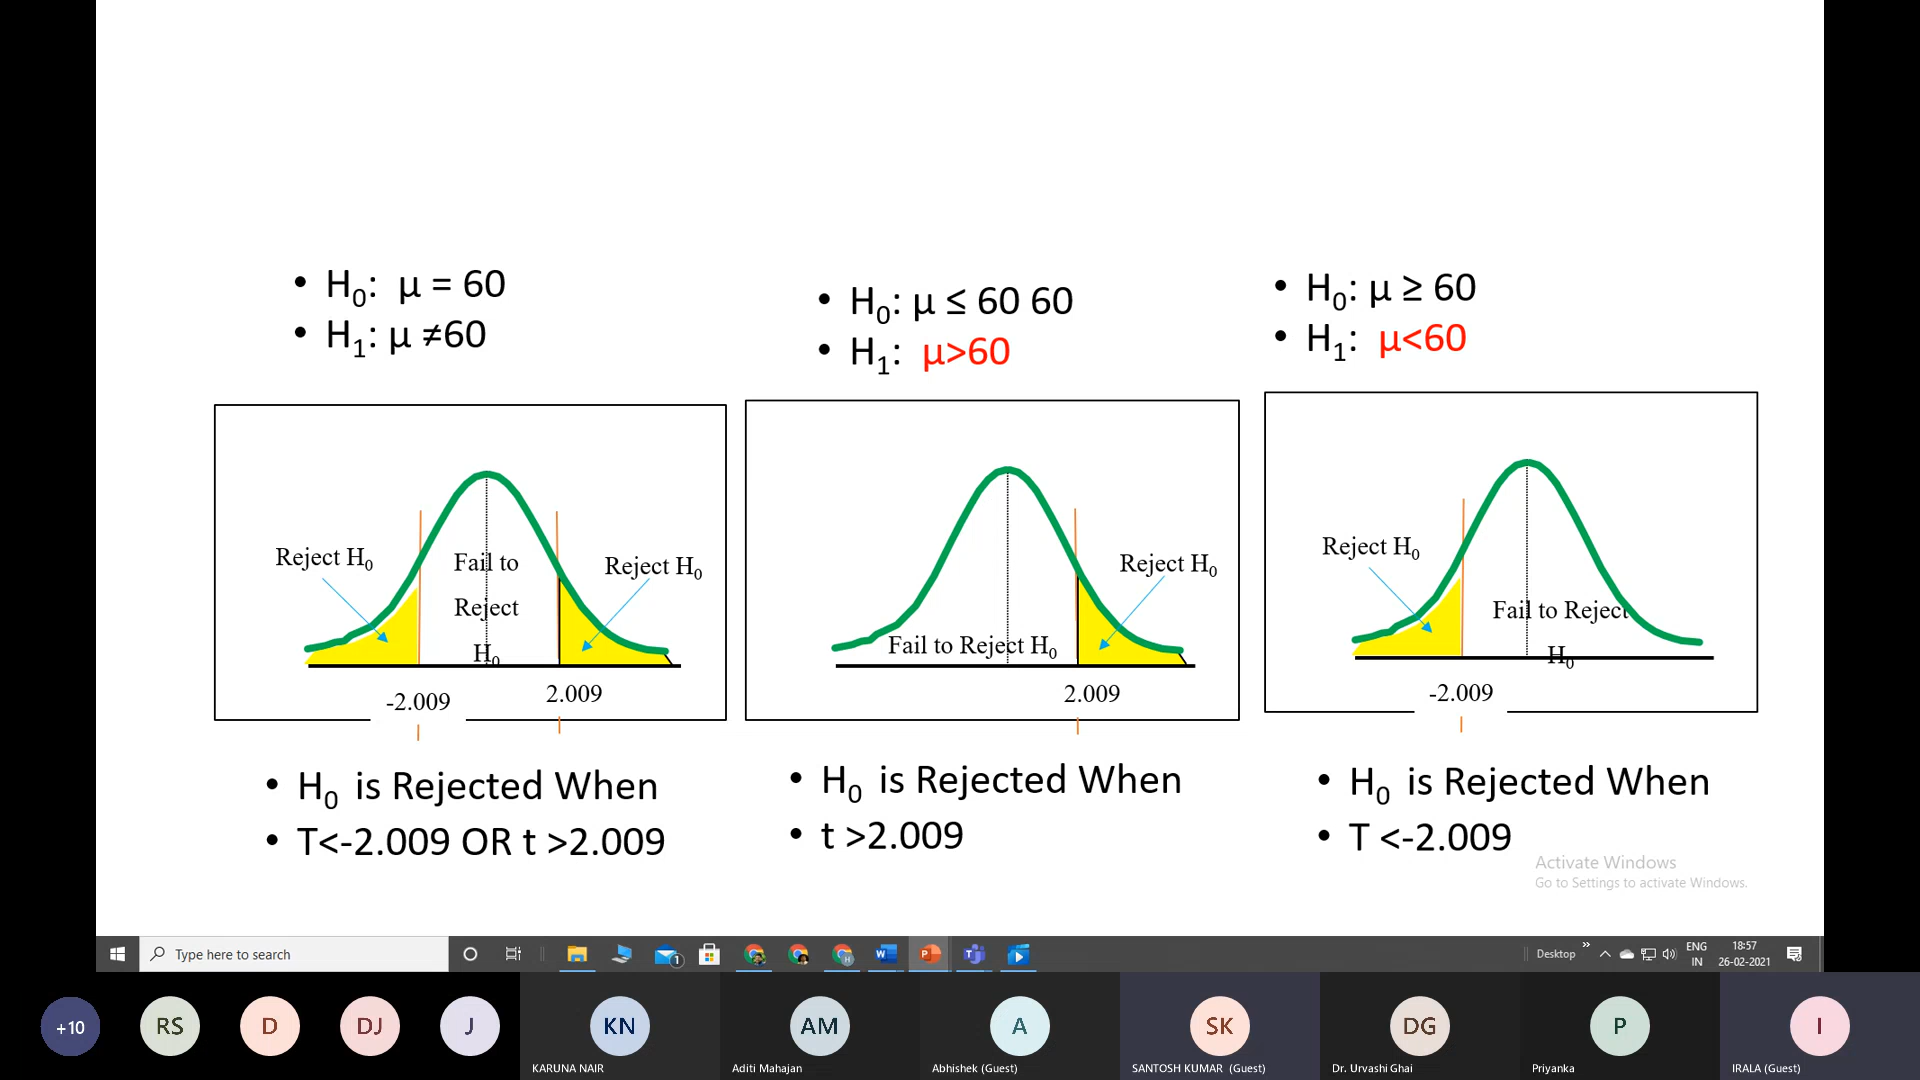 • H0: μ = 60
• H1: μ ≠60
• H0: μ ≤ 60 60
• H1: μ>60
• H0: μ ≥ 60
• H1: μ<60
Reject H0
Fail to
Reject
H0
Reject H0
-2.009
2.009
Reject H0
Fail to Reject H0
2.009
Reject H0
Fail to Reject
H0
-2.009
• H0 is Rejected When
• T<-2.009 OR t >2.009
• H0 is Rejected When
• t >2.009
• H0 is Rejected When
• T <-2.009
Activate Windows
Go to Settings to activate Windows.
Type here to search
1
W
P
H
Desktop
»
ENG
IN
18:57
26-02-2021
+10
RS
D
DJ
J
KN
AM
A
SK
DG
P
I
KARUNA NAIR
Aditi Mahajan
Abhishek (Guest)
SANTOSH KUMAR (Guest)
Dr. Urvashi Ghai
Priyanka
IRALA (Guest)